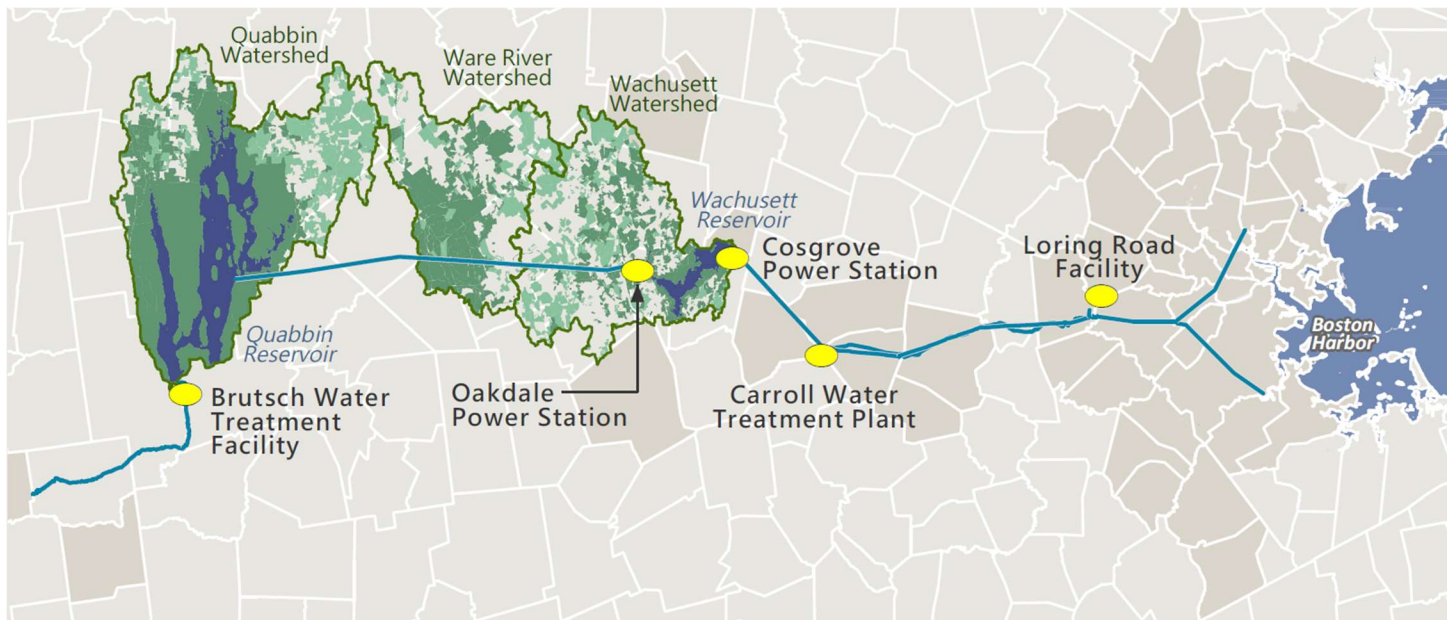 Quabbin
Watershed
Ware River
Watershed
Wachusett
Watershed
Wachusett
Reservoir
Cosgrove
Power Station
Loring Road
Facility
Quabbin
Reservoir
Boston
Harbor
Brutsch Water
Treatment
Facility
Oakdale
Power Station
Carroll Water
Treatment Plant